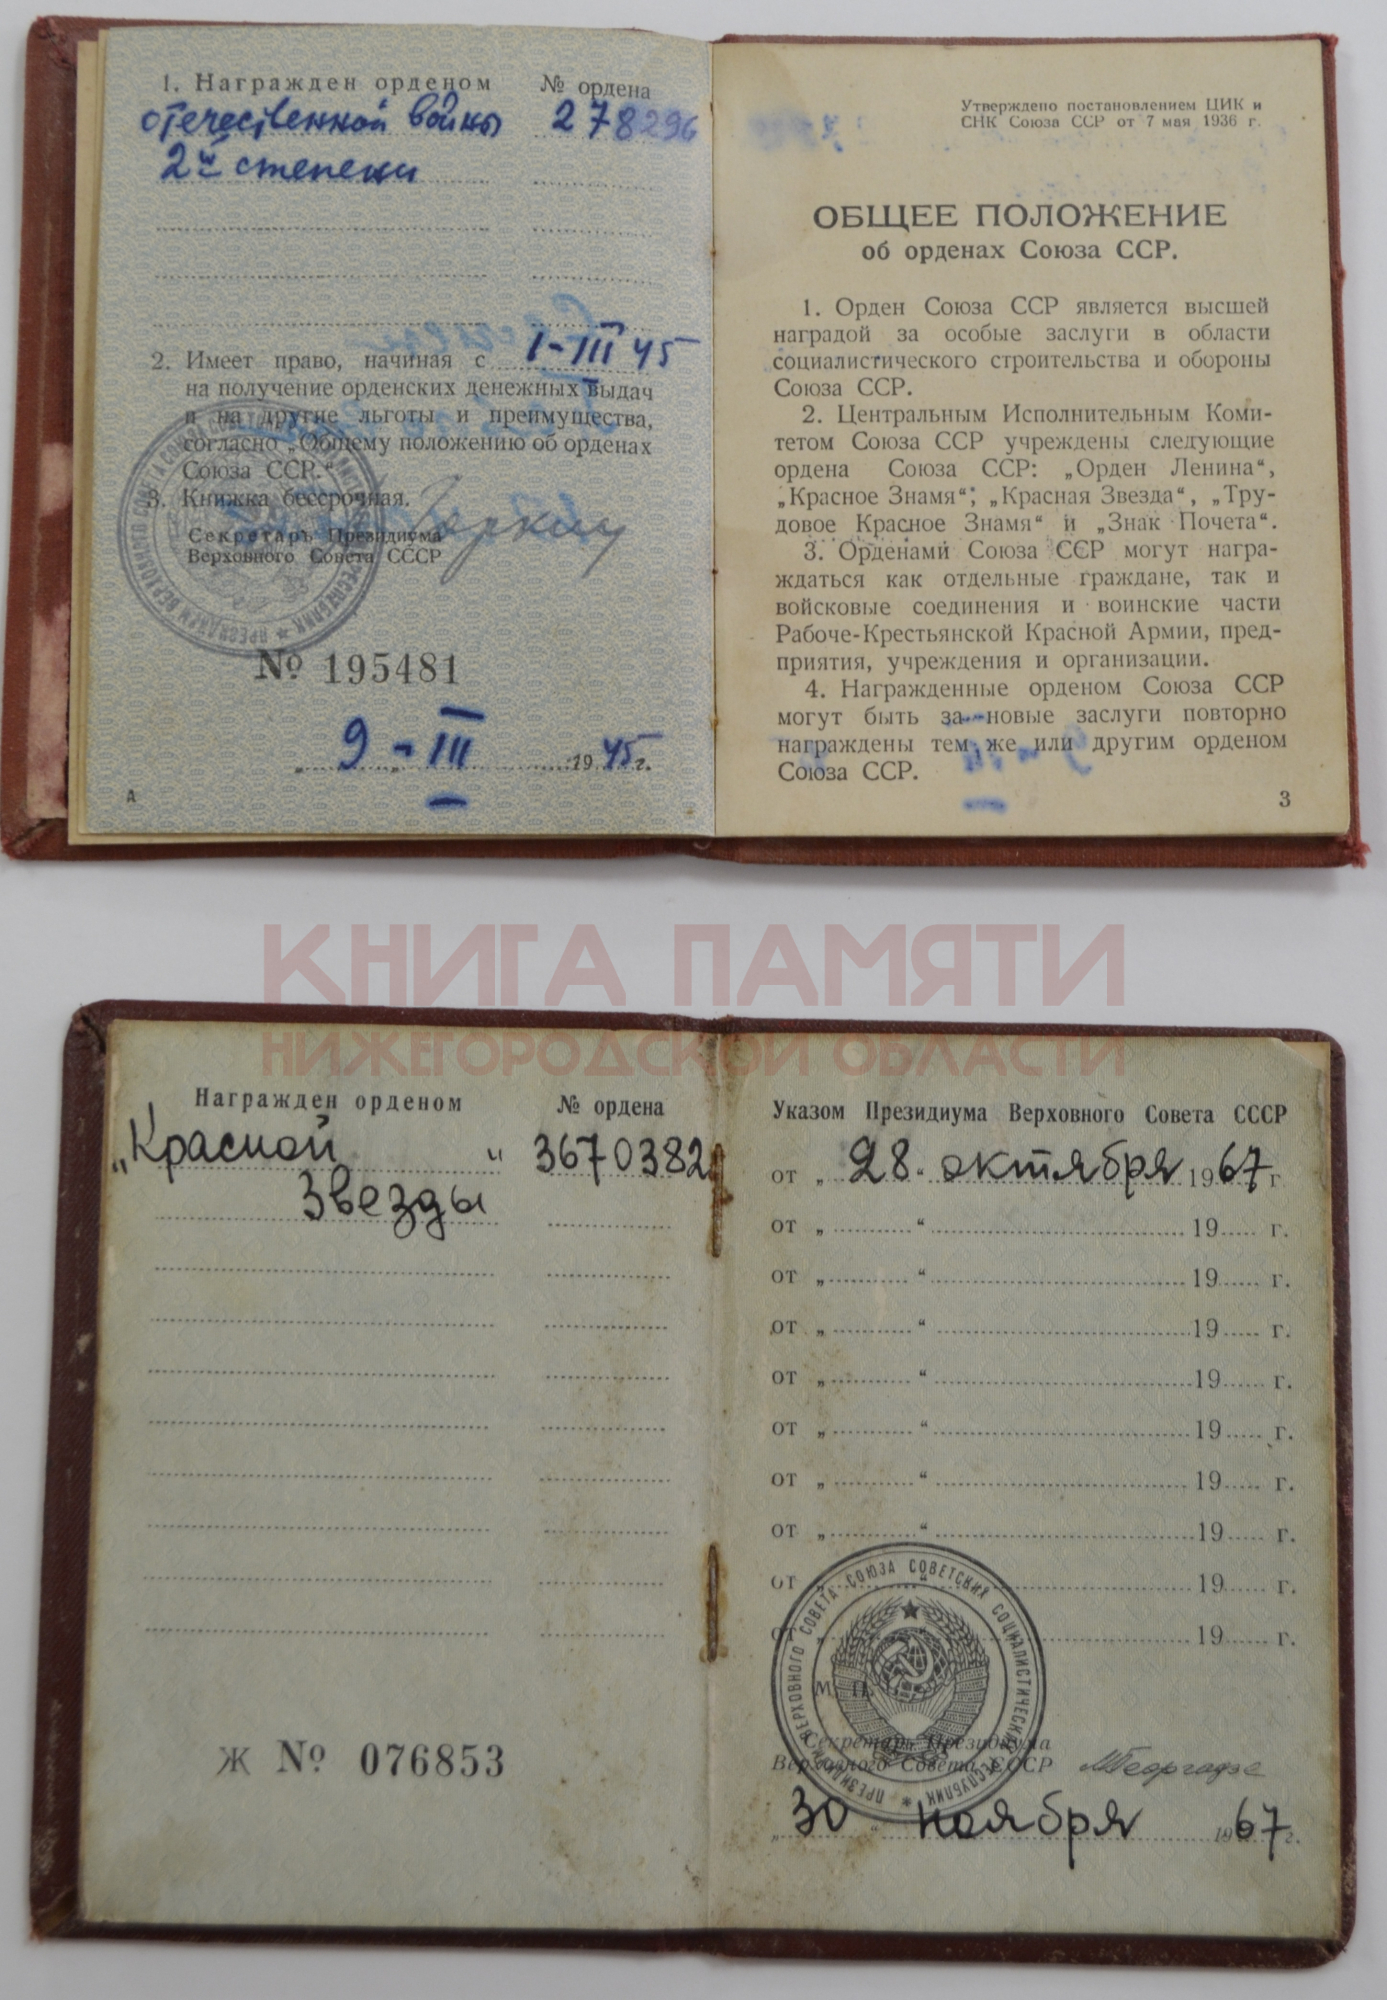 1. Награжден орденом № ордена
отечественной войны 278296
2й степени
2. Имеет право, начиная с I-III 45
на получение орденских денежных выдач
и на другие льготы и преимущества,
согласно „Общему положению об орденах
Союза ССР.“
3. Книжка бессрочная.
Секретарь Президиума
Верховного Совета СССР
Горкин
№ 195481
„ 9 - III 1945 г.
А
Утверждено постановлением ЦИК и
СНК Союза ССР от 7 мая 1936 г.
ОБЩЕЕ ПОЛОЖЕНИЕ
об орденах Союза ССР.
1. Орден Союза ССР является высшей
наградой за особые заслуги в области
социалистического строительства и обороны
Союза ССР.
2. Центральным Исполнительным Коми-
тетом Союза ССР учреждены следующие
ордена Союза ССР: „Орден Ленина“,
„Красное Знамя“; „Красная Звезда“, „Тру-
довое Красное Знамя“ и „Знак Почета“.
3. Орденами Союза ССР могут награ-
ждаться как отдельные граждане, так и
войсковые соединения и воинские части
Рабоче-Крестьянской Красной Армии, пред-
приятия, учреждения и организации.
4. Награжденные орденом Союза ССР
могут быть за новые заслуги повторно
награждены тем же или другим орденом
Союза ССР.
3
КНИГА ПАМЯТИ
НИЖЕГОРОДСКОЙ ОБЛАСТИ
Награжден орденом № ордена
„Красной “ 3670382
Звезды
Ж № 076853
Указом Президиума Верховного Совета СССР
от „ 28 “ октября 1967 г.
от „ “ 19 г.
от „ “ 19 г.
от „ “ 19 г.
от „ “ 19 г.
от „ “ 19 г.
от „ “ 19 г.
от „ “ 19 г.
от „ “ 19 г.
от „ “ 19 г.
М. П.
ПРЕЗИДИУМ ВЕРХОВНОГО СОВЕТА СОЮЗА СОВЕТСКИХ СОЦИАЛИСТИЧЕСКИХ РЕСПУБЛИК
Секретарь Президиума
Верховного Совета СССР МГеоргадзе
„ 30 “ ноября 1967 г.